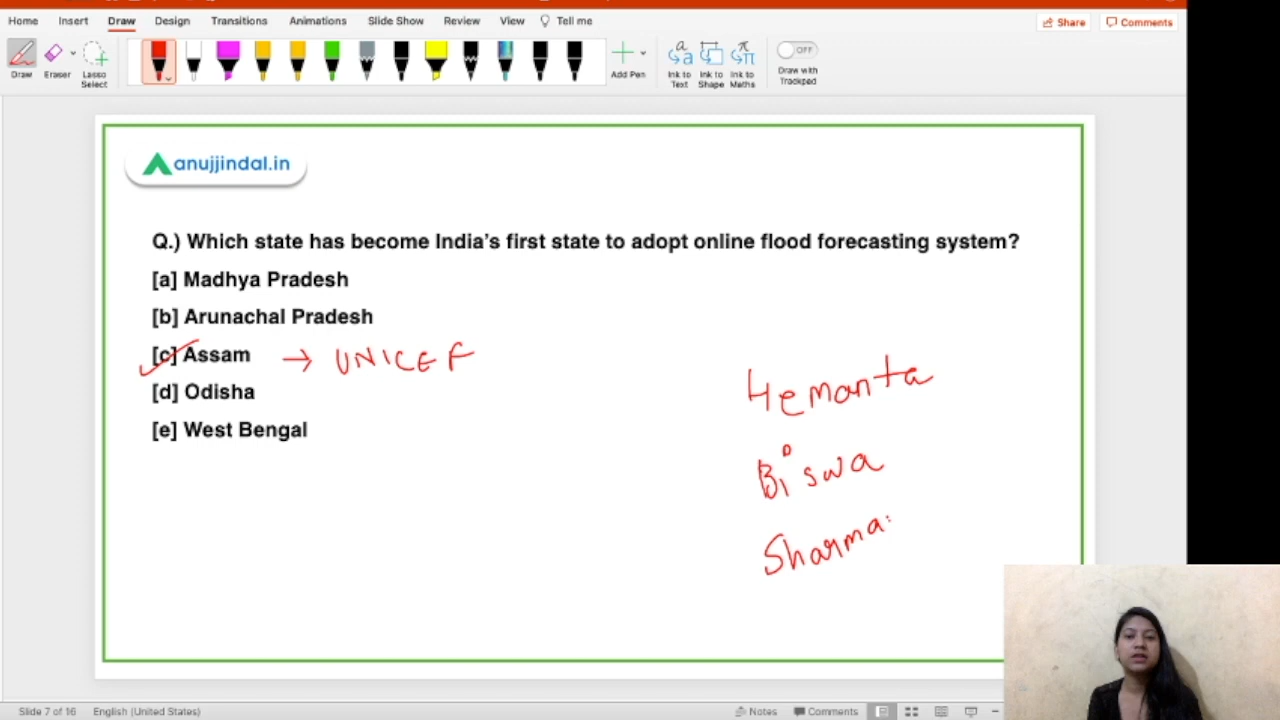 Home Insert Draw Design Transitions Animations Slide Show Review View Tell me Share Comments
OFF
Draw Eraser Lasso Select Add Pen Ink to Text Ink to Shape Ink to Maths Draw with Trackpad
anujjindal.in
Q.) Which state has become India's first state to adopt online flood forecasting system?
[a] Madhya Pradesh
[b] Arunachal Pradesh
[c] Assam → UNICEF
[d] Odisha
[e] West Bengal
Hemanta
Biswa
Sharma
Slide 7 of 16 English (United States) Notes Comments